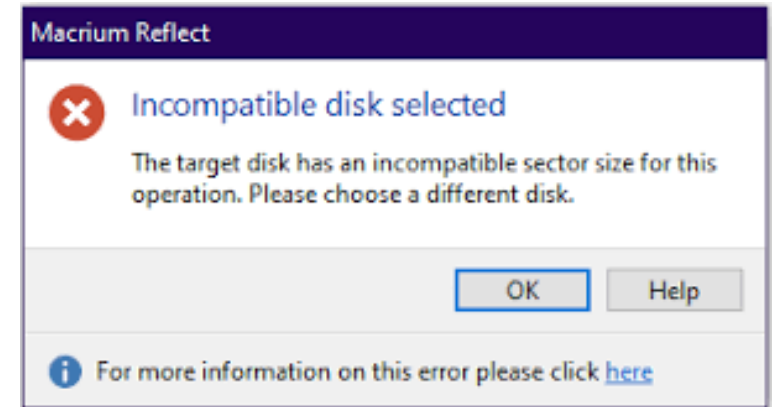 Macrium Reflect
Incompatible disk selected
The target disk has an incompatible sector size for this
operation. Please choose a different disk.
OK
Help
For more information on this error please click here